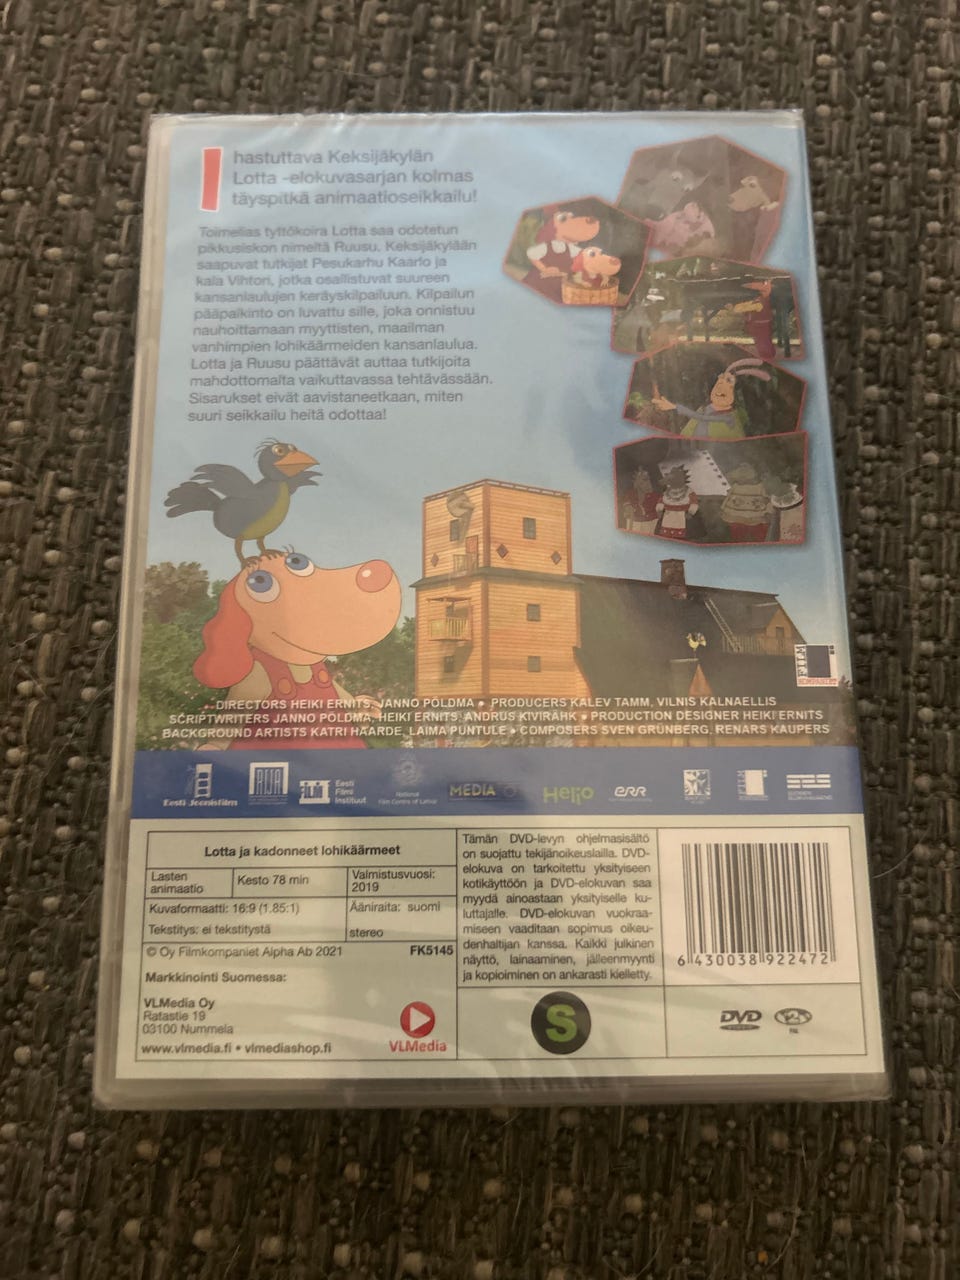 Ihastuttava Keksijäkylän
Lotta -elokuvasarjan kolmas
täyspitkä animaatioseikkailu!
Toimelias tyttökoira Lotta saa odotetun
pikkusiskon nimeltä Ruusu. Keksijäkylään
saapuvat tutkijat Pesukarhu Kaarlo ja
kala Vihtori, jotka osallistuvat suureen
kansanlaulujen keräyskilpailuun. Kilpailun
pääpalkinto on luvattu sille, joka onnistuu
nauhoittamaan myyttisten, maailman
vanhimpien lohikäärmeiden kansanlaulua.
Lotta ja Ruusu päättävät auttaa tutkijoita
mahdottomalta vaikuttavassa tehtävässään.
Sisarukset eivät aavistaneetkaan, miten
suuri seikkailu heitä odottaa!
FILM
KOMPANIET
DIRECTORS HEIKI ERNITS, JANNO PÕLDMA • PRODUCERS KALEV TAMM, VILNIS KALNAELLIS
SCRIPTWRITERS JANNO PÕLDMA, HEIKI ERNITS, ANDRUS KIVIRÄHK • PRODUCTION DESIGNER HEIKI ERNITS
BACKGROUND ARTISTS KATRI HAARDE, LAIMA PUNTULE • COMPOSERS SVEN GRÜNBERG, RENARS KAUPERS
Eesti Joonisfilm
RIJA
Eesti
Filmi
Instituut
National
Film Centre of Latvia
MEDIA
Helio
err
Lotta ja kadonneet lohikäärmeet
Lasten
animaatio
Kesto 78 min
Valmistusvuosi:
2019
Kuvaformaatti: 16:9 (1.85:1)
Tekstitys: ei tekstitystä
Ääniraita: suomi
stereo
© Oy Filmkompaniet Alpha Ab 2021
FK5145
Markkinointi Suomessa:
VLMedia Oy
Ratastie 19
03100 Nummela
www.vlmedia.fi • vlmediashop.fi
VLMedia
Tämän DVD-levyn ohjelmasisältö
on suojattu tekijänoikeuslailla. DVD-
elokuva on tarkoitettu yksityiseen
kotikäyttöön ja DVD-elokuvan saa
myydä ainoastaan yksityiselle ku-
luttajalle. DVD-elokuvan vuokraa-
miseen vaaditaan sopimus oikeu-
denhaltijan kanssa. Kaikki julkinen
näyttö, lainaaminen, jälleenmyynti
ja kopioiminen on ankarasti kielletty.
S
6 430038 922472
DVD
VIDEO
PAL